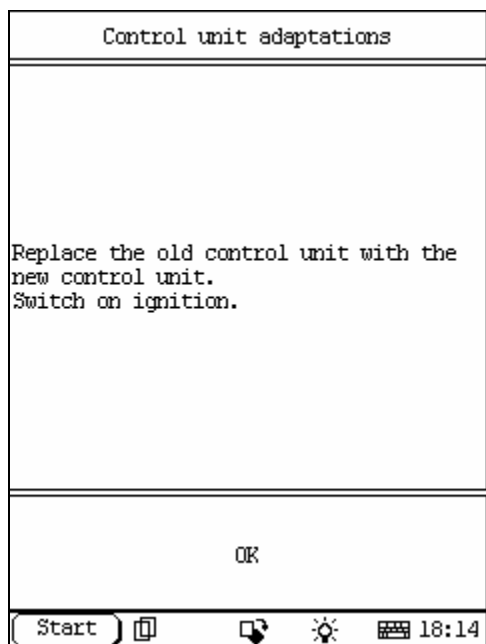 Control unit adaptations
Replace the old control unit with the
new control unit.
Switch on ignition.
OK
Start 18:14